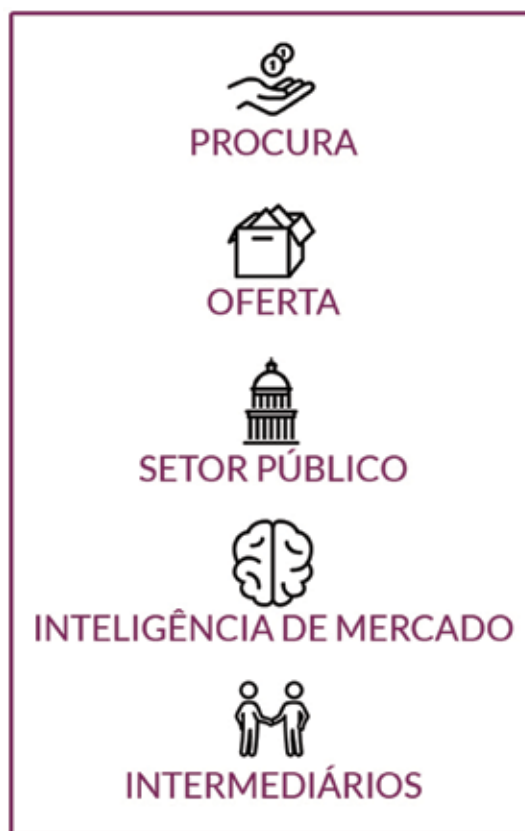 PROCURA
OFERTA
SETOR PÚBLICO
INTELIGÊNCIA DE MERCADO
INTERMEDIÁRIOS